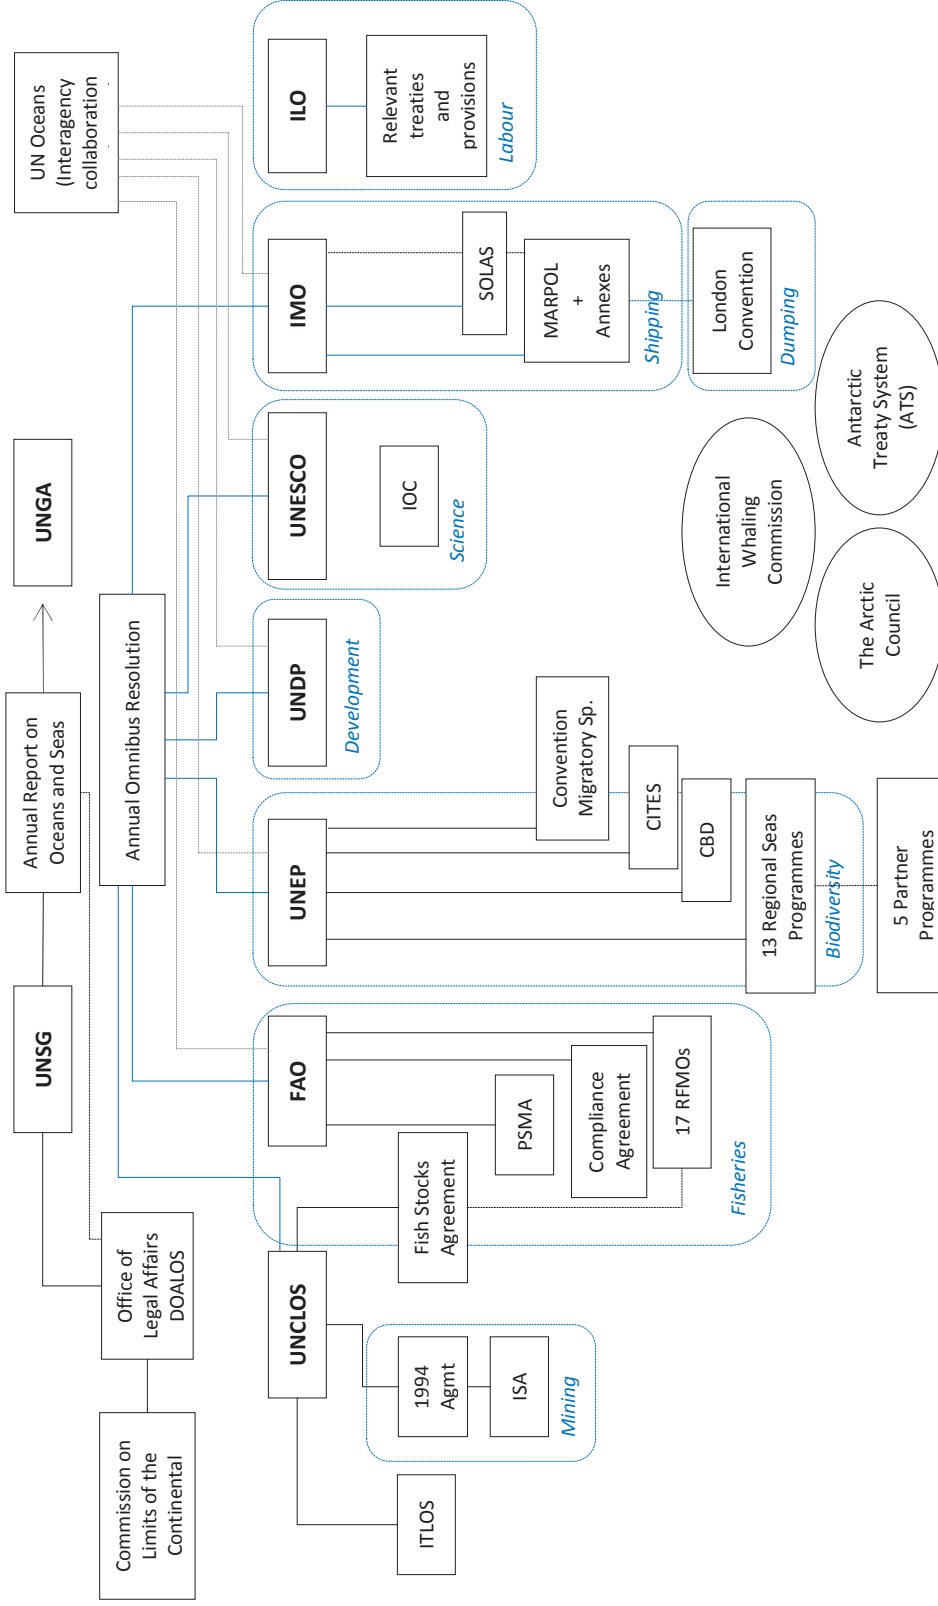 Commission on
Limits of the
Continental
Office of
Legal Affairs
DOALOS
UNSG
Annual Report on
Oceans and Seas
UNGA
UN Oceans
(Interagency
collaboration
Annual Omnibus Resolution
UNCLOS
ITLOS
1994
Agmt
ISA
Mining
FAO
Fish Stocks
Agreement
PSMA
Compliance
Agreement
17 RFMOs
Fisheries
UNEP
Convention
Migratory Sp.
CITES
CBD
13 Regional Seas
Programmes
Biodiversity
5 Partner
Programmes
UNDP
Development
UNESCO
IOC
Science
IMO
SOLAS
MARPOL
+
Annexes
Shipping
London
Convention
Dumping
ILO
Relevant
treaties
and
provisions
Labour
International
Whaling
Commission
The Arctic
Council
Antarctic
Treaty System
(ATS)